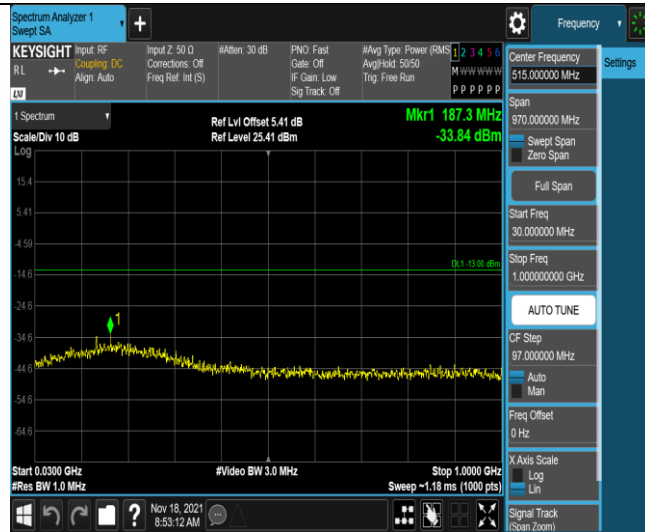 Spectrum Analyzer 1
Swept SA
Frequency
KEYSIGHT
R L
LXI
Input: RF
Coupling: DC
Align: Auto
Input Z: 50 Ω
Corrections: Off
Freq Ref: Int (S)
#Atten: 30 dB
PNO: Fast
Gate: Off
IF Gain: Low
Sig Track: Off
#Avg Type: Power (RMS
Avg|Hold: 50/50
Trig: Free Run
1 2 3 4 5 6
M W W W W W
P P P P P P
Center Frequency
515.000000 MHz
Settings
1 Spectrum
Scale/Div 10 dB
Log
Ref Lvl Offset 5.41 dB
Ref Level 25.41 dBm
Mkr1 187.3 MHz
-33.84 dBm
15.4
5.41
-4.59
-14.6
-24.6
-34.6
-44.6
-54.6
-64.6
DL1 -13.00 dBm
1
Start 0.0300 GHz
#Res BW 1.0 MHz
#Video BW 3.0 MHz
Stop 1.0000 GHz
Sweep ~1.18 ms (1000 pts)
Span
970.000000 MHz
Swept Span
Zero Span
Full Span
Start Freq
30.000000 MHz
Stop Freq
1.000000000 GHz
AUTO TUNE
CF Step
97.000000 MHz
Auto
Man
Freq Offset
0 Hz
X Axis Scale
Log
Lin
Signal Track
(Span Zoom)
?
Nov 18, 2021
8:53:12 AM